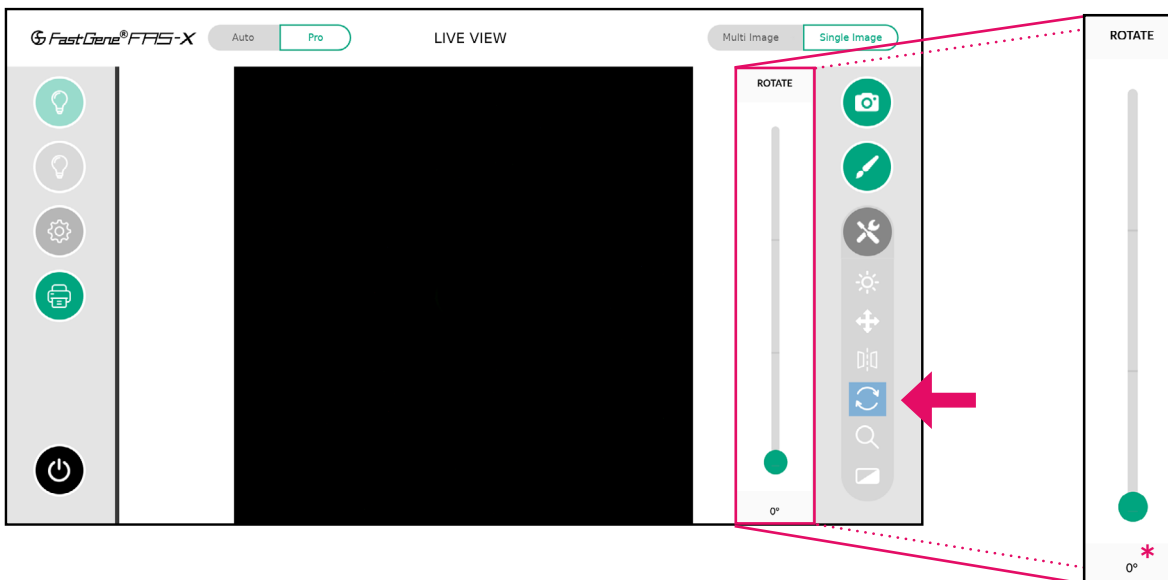 FastGene® FAS-X
Auto
Pro
LIVE VIEW
Multi Image
Single Image
ROTATE
0°
ROTATE
0° *